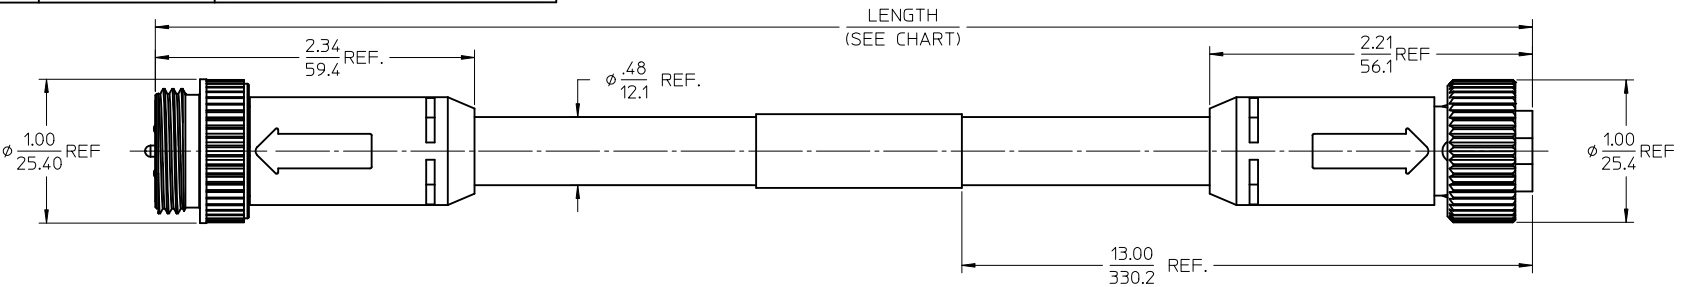 LENGTH
(SEE CHART)
2.34
59.4 REF.
2.21
56.1 REF
⌀ .48
12.1 REF.
⌀ 1.00
25.40 REF
⌀ 1.00
25.4 REF
13.00
330.2 REF.